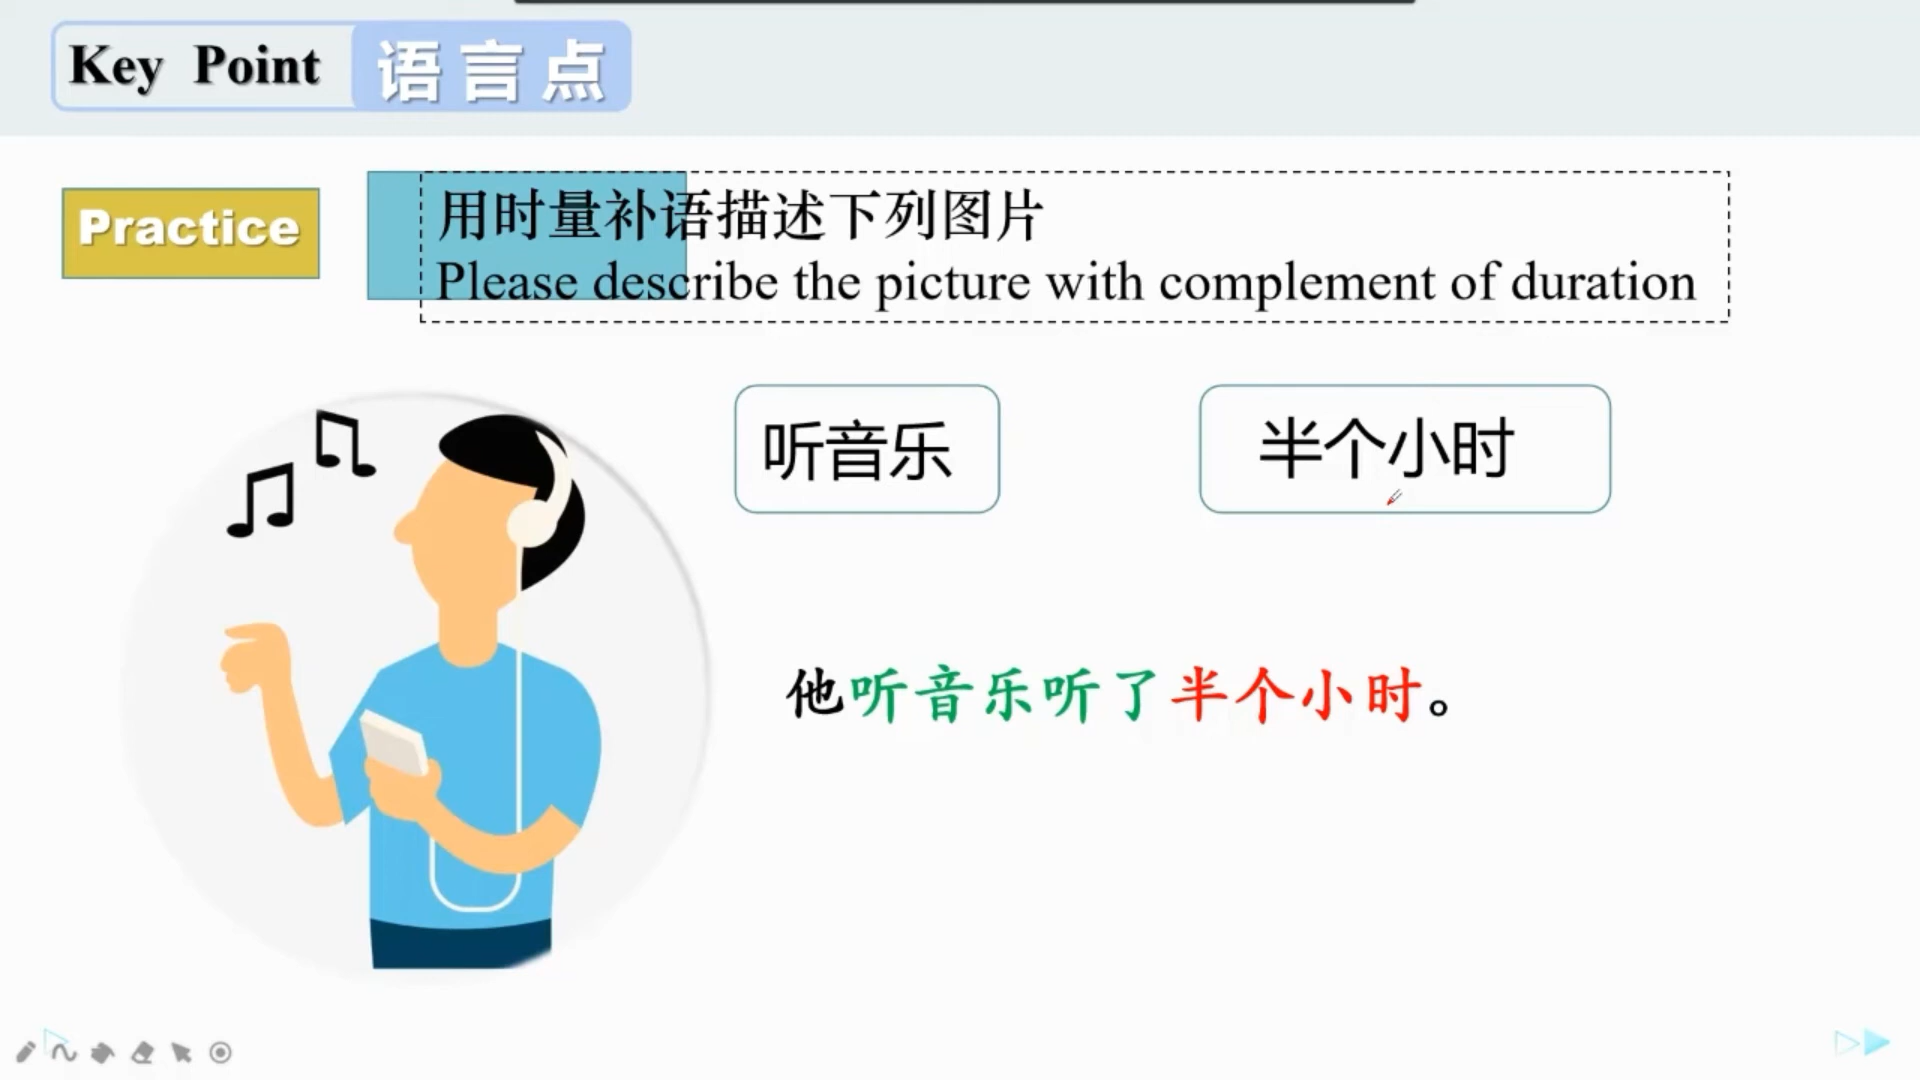 Key Point 语言点
Practice
用时量补语描述下列图片
Please describe the picture with complement of duration
听音乐
半个小时
他听音乐听了半个小时。